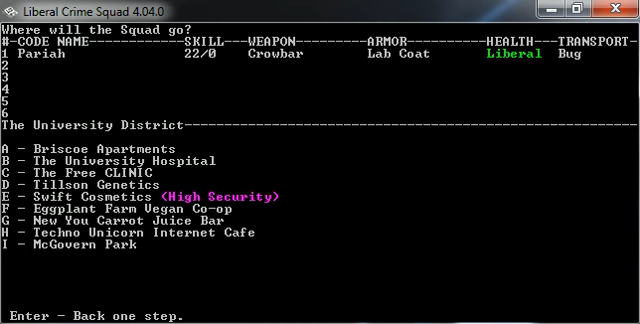 Liberal Crime Squad 4.04.0
Where will the Squad go?
#-CODE NAME------------SKILL---WEAPON---------ARMOR----------HEALTH---TRANSPORT-
1 Pariah               22/0    Crowbar        Lab Coat       Liberal  Bug
2
3
4
5
6
The University District---------------------------------------------------------
A - Briscoe Apartments
B - The University Hospital
C - The Free CLINIC
D - Tillson Genetics
E - Swift Cosmetics (High Security)
F - Eggplant Farm Vegan Co-op
G - New You Carrot Juice Bar
H - Techno Unicorn Internet Cafe
I - McGovern Park
Enter - Back one step.